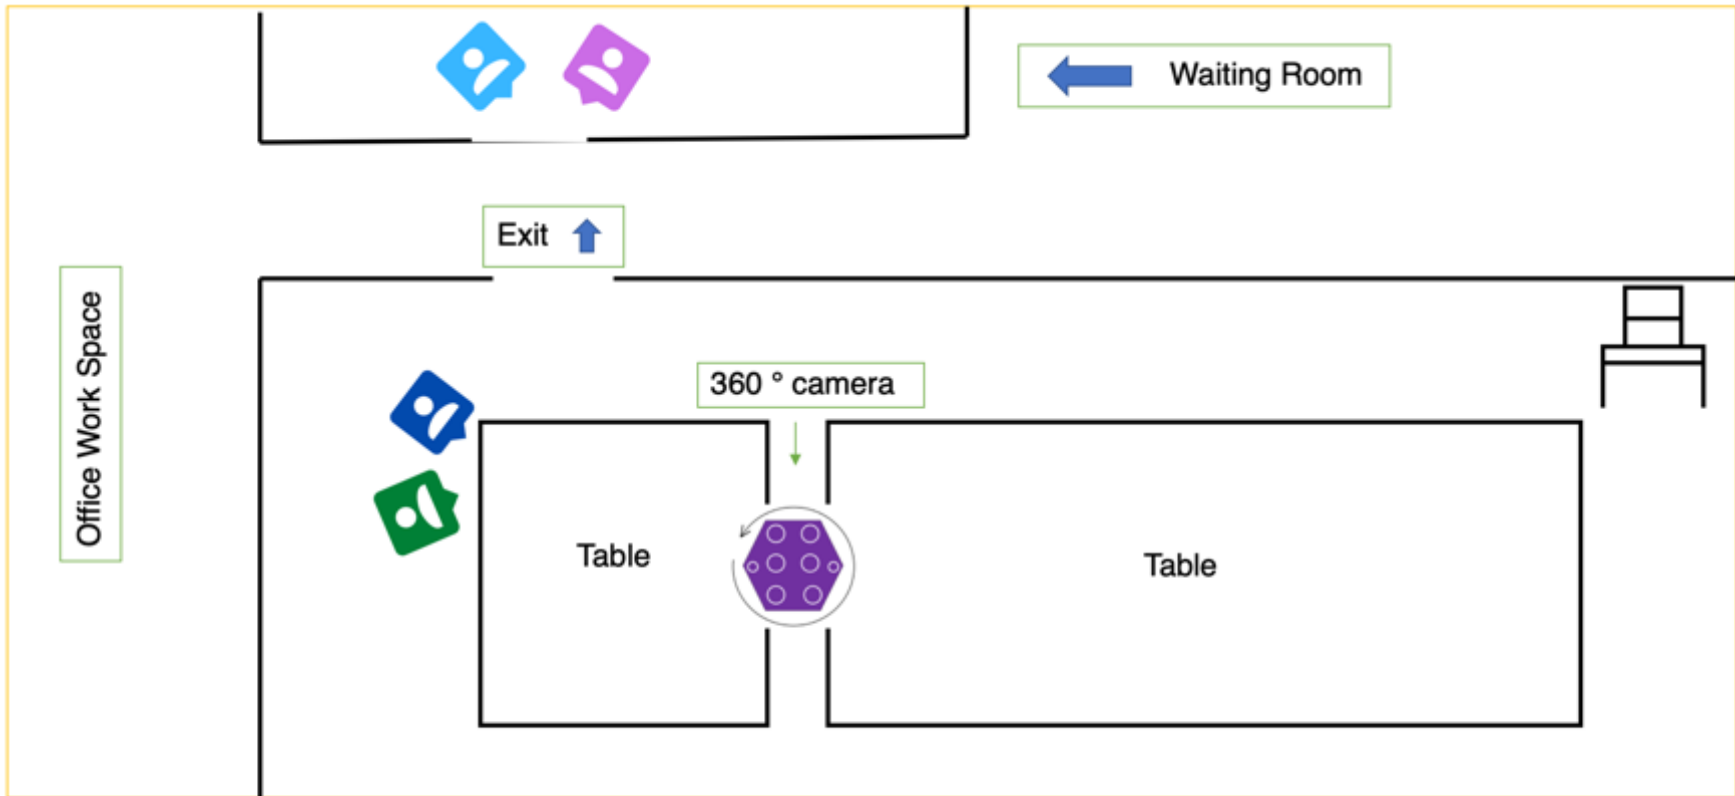 Waiting Room
Exit
Office Work Space
360 ° camera
Table
Table